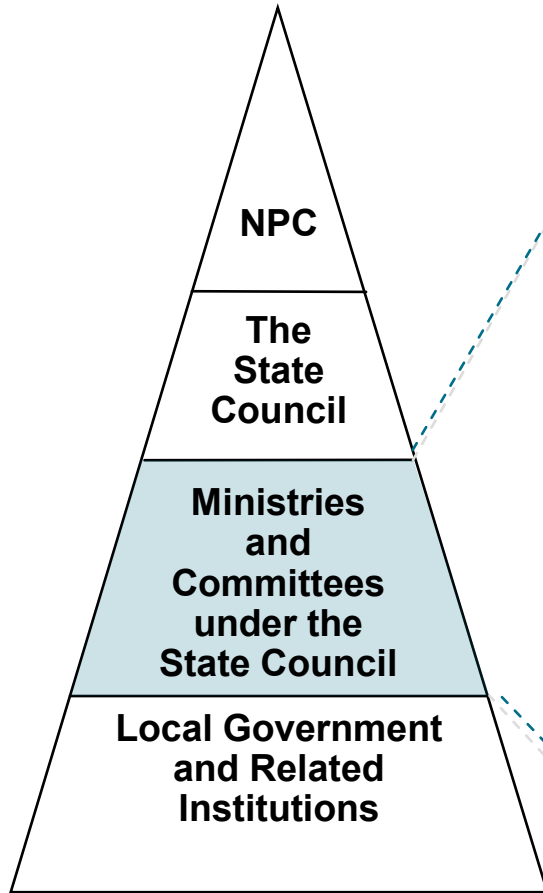 NPC
The
State
Council
Ministries
and
Committees
under the
State Council
Local Government
and Related
Institutions